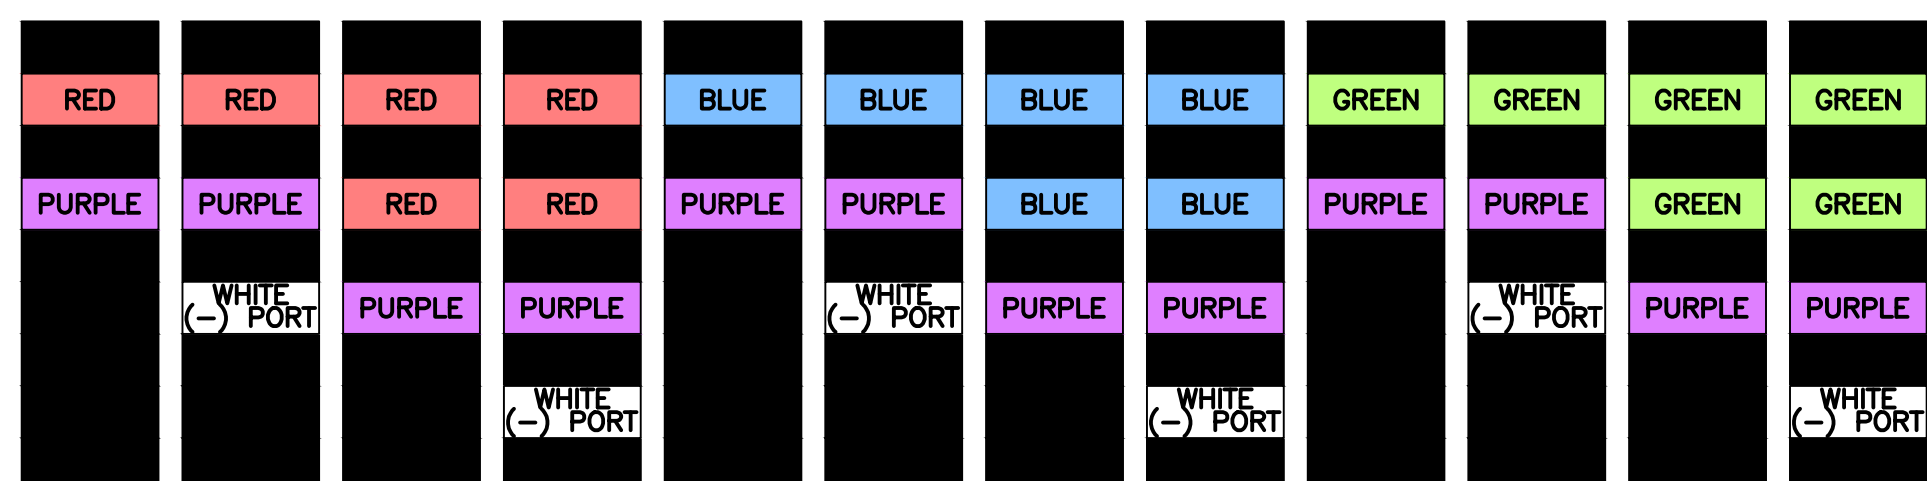 RED RED RED RED BLUE BLUE BLUE BLUE GREEN GREEN GREEN GREEN
PURPLE PURPLE RED RED PURPLE PURPLE BLUE BLUE PURPLE PURPLE GREEN GREEN
WHITE WHITE WHITE
(-) PORT PURPLE PURPLE (-) PORT PURPLE PURPLE (-) PORT PURPLE PURPLE
WHITE WHITE WHITE
(-) PORT (-) PORT (-) PORT